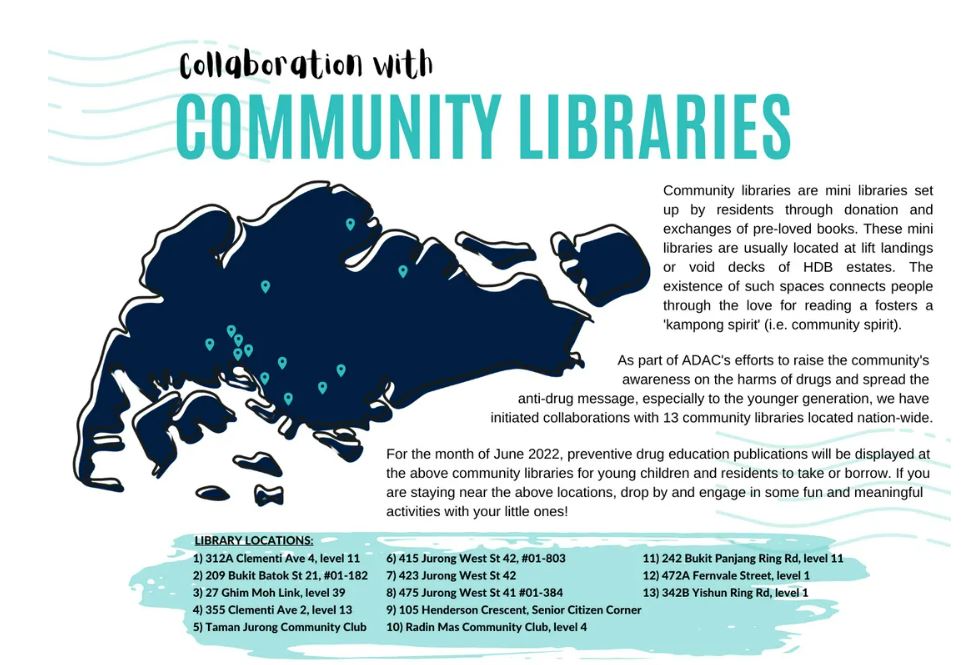 Collaboration with
COMMUNITY LIBRARIES
Community libraries are mini libraries set
up by residents through donation and
exchanges of pre-loved books. These mini
libraries are usually located at lift landings
or void decks of HDB estates. The
existence of such spaces connects people
through the love for reading a fosters a
'kampong spirit' (i.e. community spirit).
As part of ADAC's efforts to raise the community's
awareness on the harms of drugs and spread the
anti-drug message, especially to the younger generation, we have
initiated collaborations with 13 community libraries located nation-wide.
For the month of June 2022, preventive drug education publications will be displayed at
the above community libraries for young children and residents to take or borrow. If you
are staying near the above locations, drop by and engage in some fun and meaningful
activities with your little ones!
LIBRARY LOCATIONS:
1) 312A Clementi Ave 4, level 11
2) 209 Bukit Batok St 21, #01-182
3) 27 Ghim Moh Link, level 39
4) 355 Clementi Ave 2, level 13
5) Taman Jurong Community Club
6) 415 Jurong West St 42, #01-803
7) 423 Jurong West St 42
8) 475 Jurong West St 41 #01-384
9) 105 Henderson Crescent, Senior Citizen Corner
10) Radin Mas Community Club, level 4
11) 242 Bukit Panjang Ring Rd, level 11
12) 472A Fernvale Street, level 1
13) 342B Yishun Ring Rd, level 1